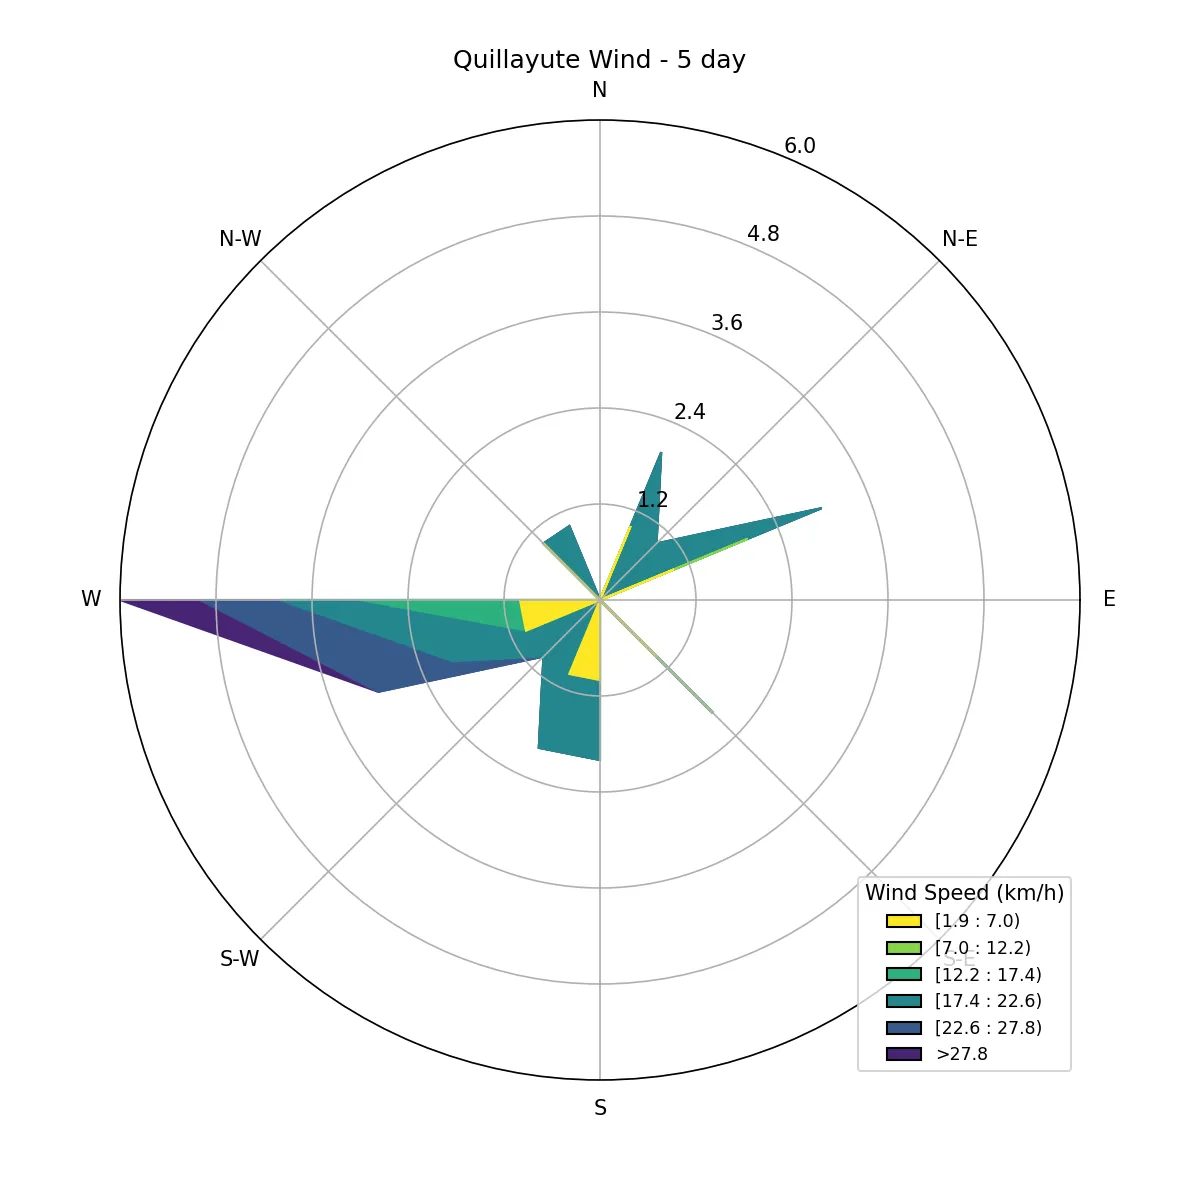 Quillayute Wind - 5 day
N
6.0
N-W
N-E
4.8
3.6
2.4
1.2
W
E
S-W
S-E
S
Wind Speed (km/h)
[1.9 : 7.0)
[7.0 : 12.2)
[12.2 : 17.4)
[17.4 : 22.6)
[22.6 : 27.8)
>27.8